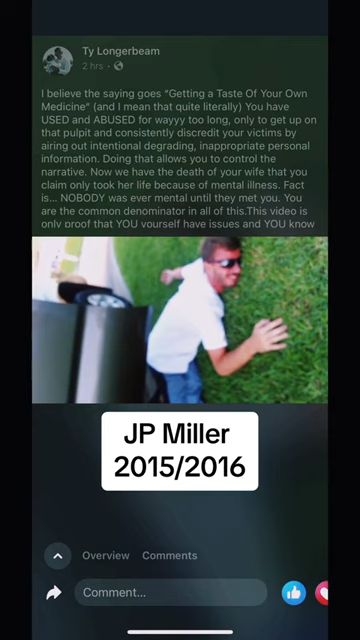 Ty Longerbeam
2 hrs ·
I believe the saying goes “Getting a Taste Of Your Own
Medicine” (and I mean that quite literally) You have
USED and ABUSED for wayyy too long, only to get up on
that pulpit and consistently discredit your victims by
airing out intentional degrading, inappropriate personal
information. Doing that allows you to control the
narrative. Now we have the death of your wife that you
claim only took her life because of mental illness. Fact
is... NOBODY was ever mental until they met you. You
are the common denominator in all of this.This video is
only proof that YOU yourself have issues and YOU know
JP Miller
2015/2016
Overview Comments
Comment...